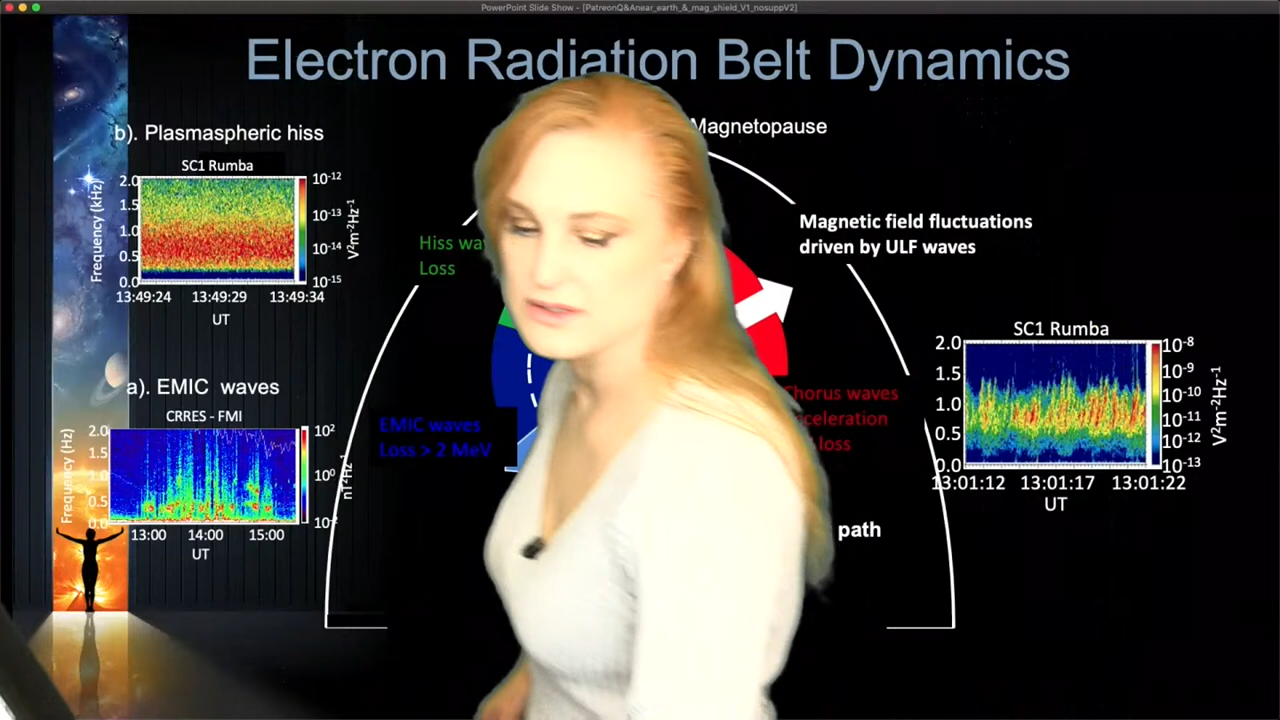 PowerPoint Slide Show - [PatreonQ&Anear_earth_&_mag_shield_V1_nosuppV2]
Electron Radiation Belt Dynamics
b). Plasmaspheric hiss
SC1 Rumba
Frequency (kHz)
2.0
1.5
1.0
0.5
0.0
10-12
10-13
10-14
10-15
V2m-2Hz-1
13:49:24 13:49:29 13:49:34
UT
a). EMIC waves
CRRES - FMI
Frequency (Hz)
2.0
1.5
1.0
0.5
0.0
102
100
10-2
nT2Hz-1
13:00 14:00 15:00
UT
Magnetopause
Hiss
Loss
Magnetic field fluctuations
driven by ULF waves
EMIC waves
Loss > 2 MeV
Chorus waves
loss
path
SC1 Rumba
2.0
1.5
1.0
0.5
0.0
10-8
10-9
10-10
10-11
10-12
10-13
V2m-2Hz-1
13:01:12 13:01:17 13:01:22
UT